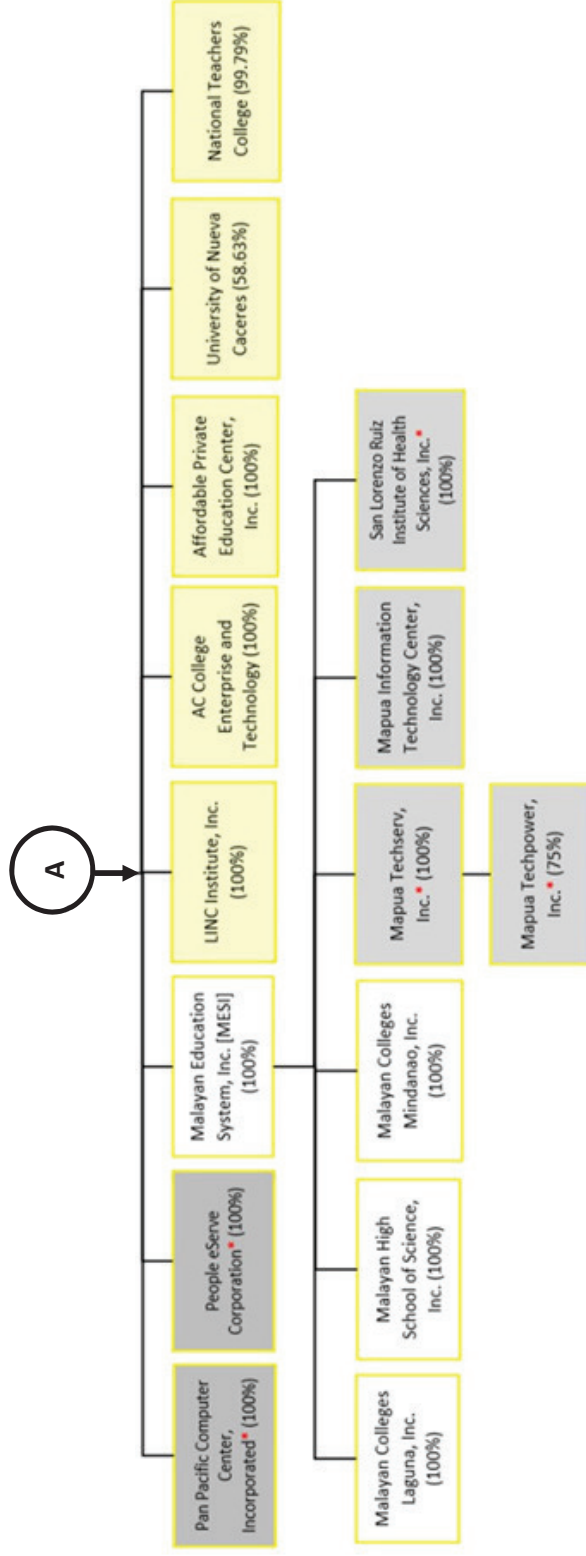 A
Pan Pacific Computer
Center,
Incorporated* (100%)
People eServe
Corporation* (100%)
Malayan Education
System, Inc. [MESI]
(100%)
LINC Institute, Inc.
(100%)
AC College
Enterprise and
Technology (100%)
Affordable Private
Education Center,
Inc. (100%)
University of Nueva
Caceres (58.63%)
National Teachers
College (99.79%)
Malayan Colleges
Laguna, Inc.
(100%)
Malayan High
School of Science,
Inc. (100%)
Malayan Colleges
Mindanao, Inc.
(100%)
Mapua Techserv,
Inc.* (100%)
Mapua Information
Technology Center,
Inc. (100%)
San Lorenzo Ruiz
Institute of Health
Sciences, Inc.*
(100%)
Mapua Techpower,
Inc.* (75%)